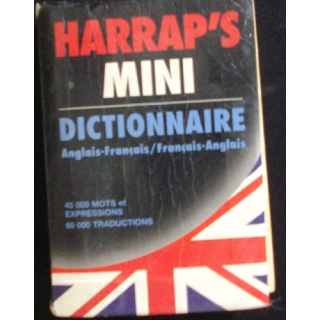 HARRAP'S
MINI
DICTIONNAIRE
Anglais-Français/Français-Anglais
45 000 MOTS et
EXPRESSIONS
60 000 TRADUCTIONS